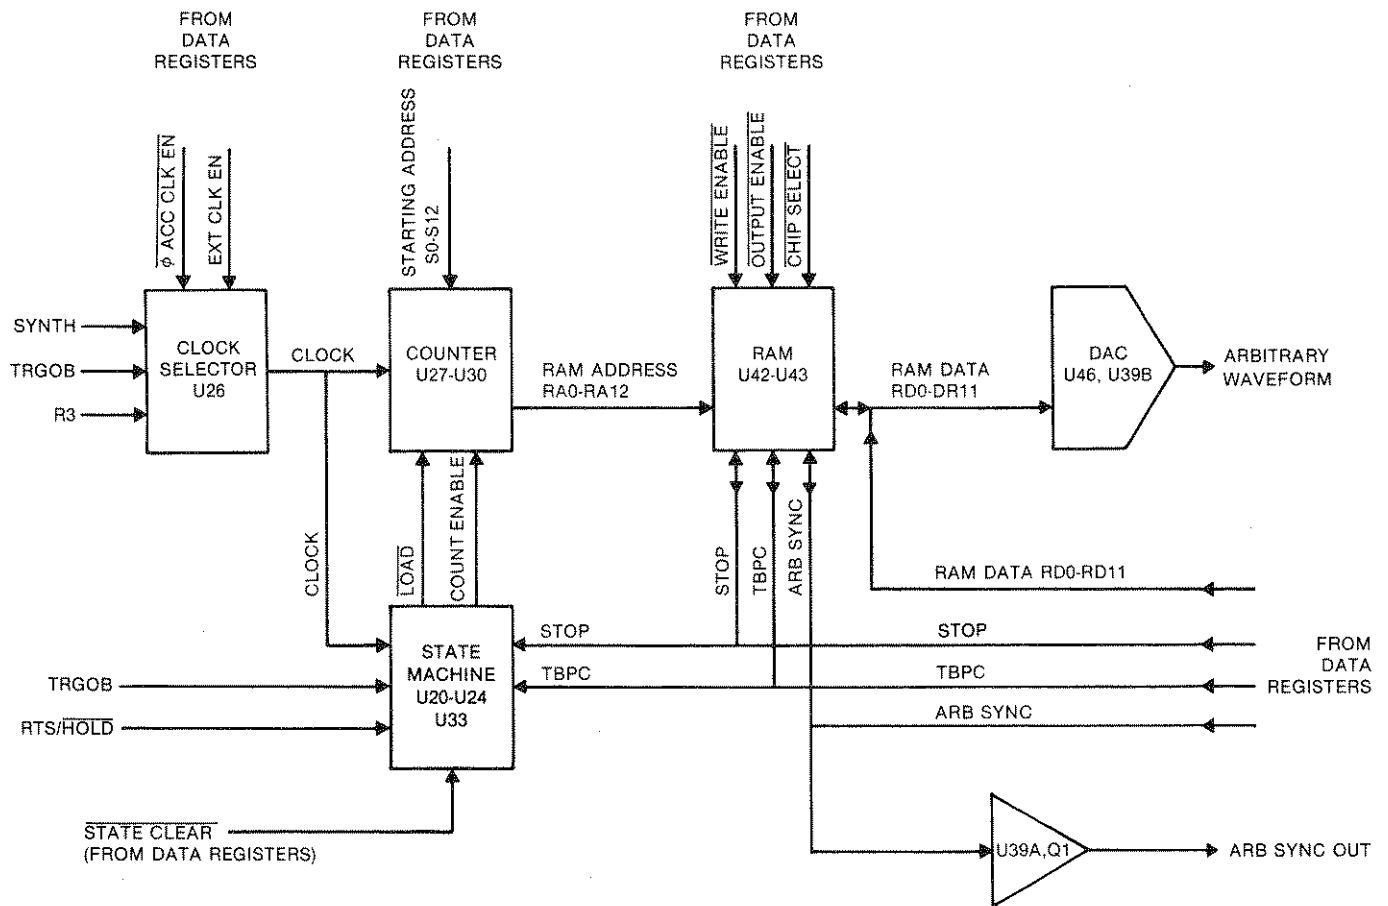 FROM
DATA
REGISTERS
FROM
DATA
REGISTERS
FROM
DATA
REGISTERS
φ ACC CLK EN
EXT CLK EN
STARTING ADDRESS
S0-S12
WRITE ENABLE
OUTPUT ENABLE
CHIP SELECT
SYNTH
TRGOB
R3
CLOCK
SELECTOR
U26
CLOCK
COUNTER
U27-U30
RAM ADDRESS
RA0-RA12
RAM
U42-U43
RAM DATA
RD0-DR11
DAC
U46, U39B
ARBITRARY
WAVEFORM
CLOCK
LOAD
COUNT ENABLE
STOP
TBPC
ARB SYNC
RAM DATA RD0-RD11
STATE
MACHINE
U20-U24
U33
STOP
STOP
TBPC
TBPC
ARB SYNC
FROM
DATA
REGISTERS
TRGOB
RTS/HOLD
STATE CLEAR
(FROM DATA REGISTERS)
U39A,Q1
ARB SYNC OUT